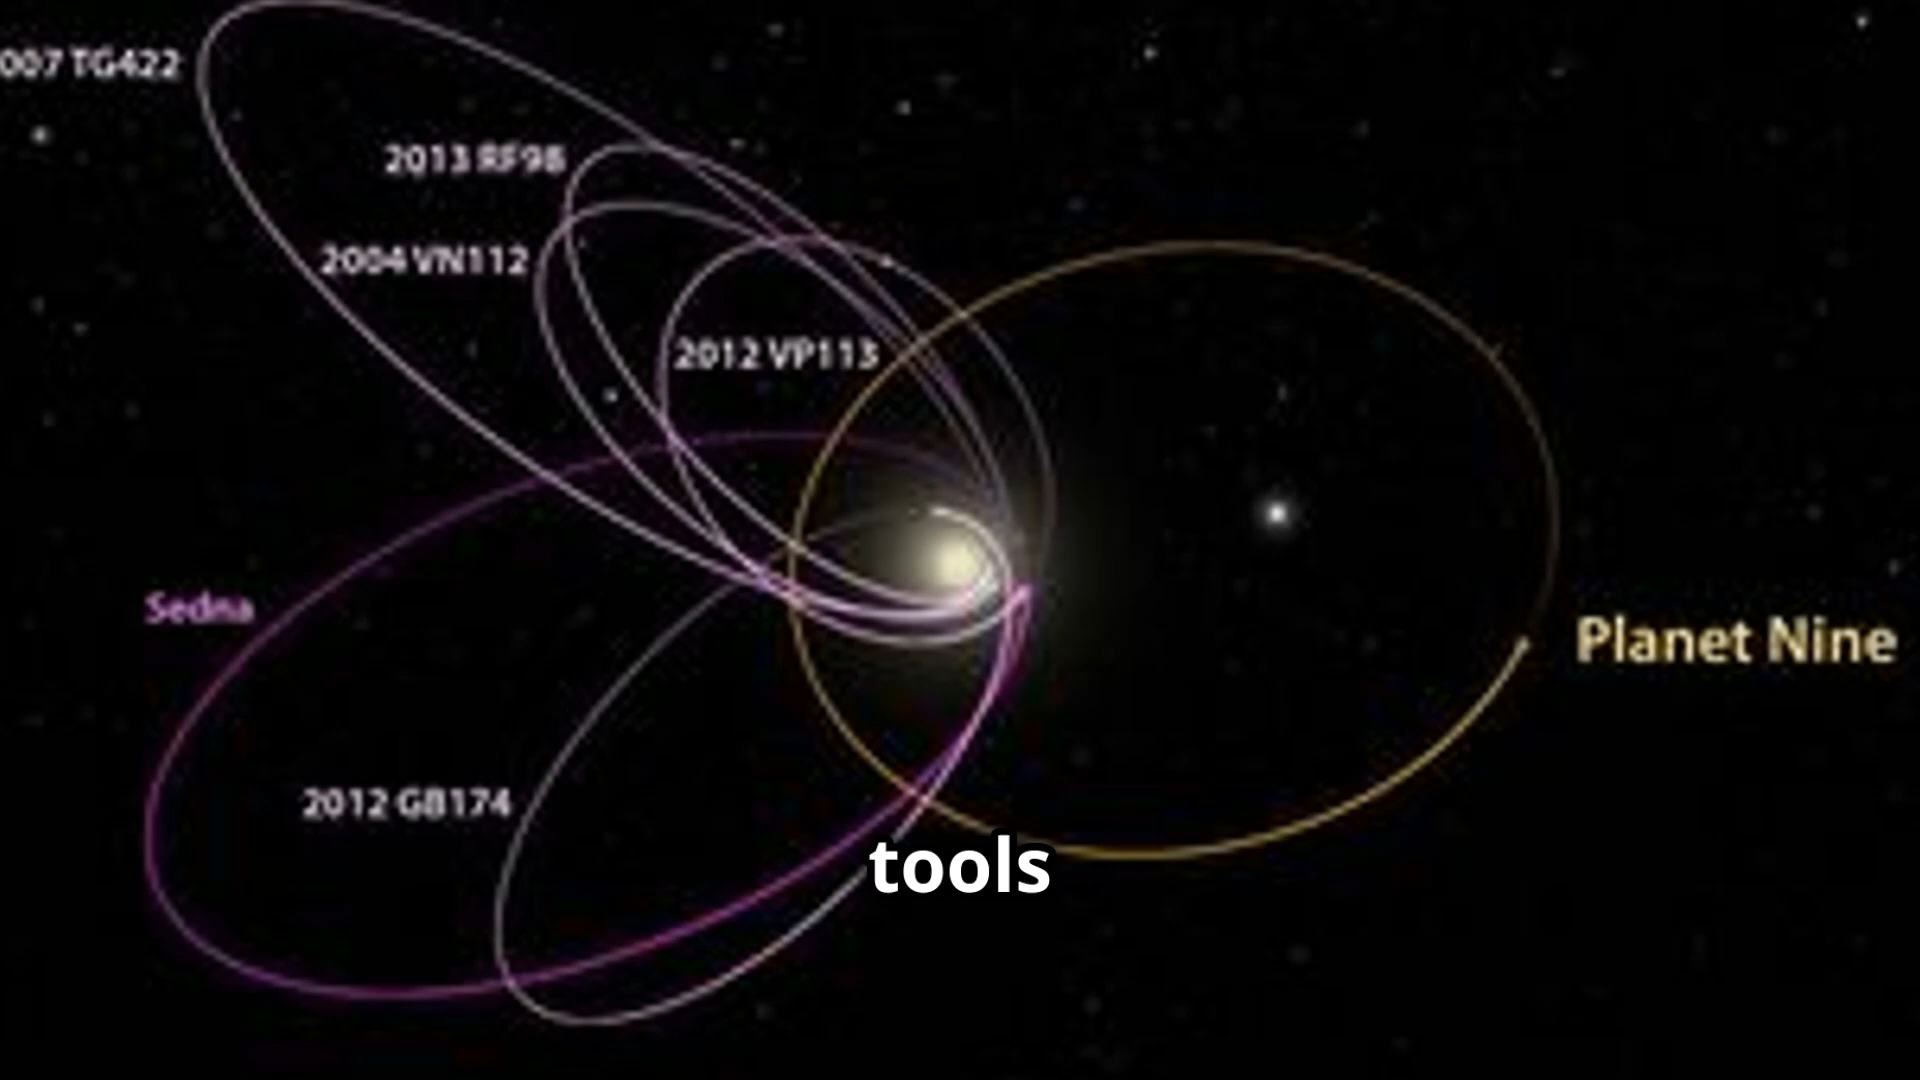 007 TG422
2013 RF98
2004 VN112
2012 VP113
Sedna
Planet Nine
2012 GB174
tools